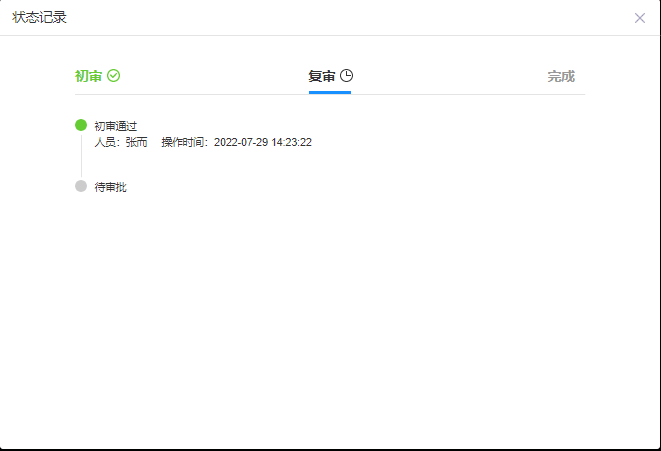 状态记录
初审 复审 完成
初审通过
人员：张而 操作时间：2022-07-29 14:23:22
待审批